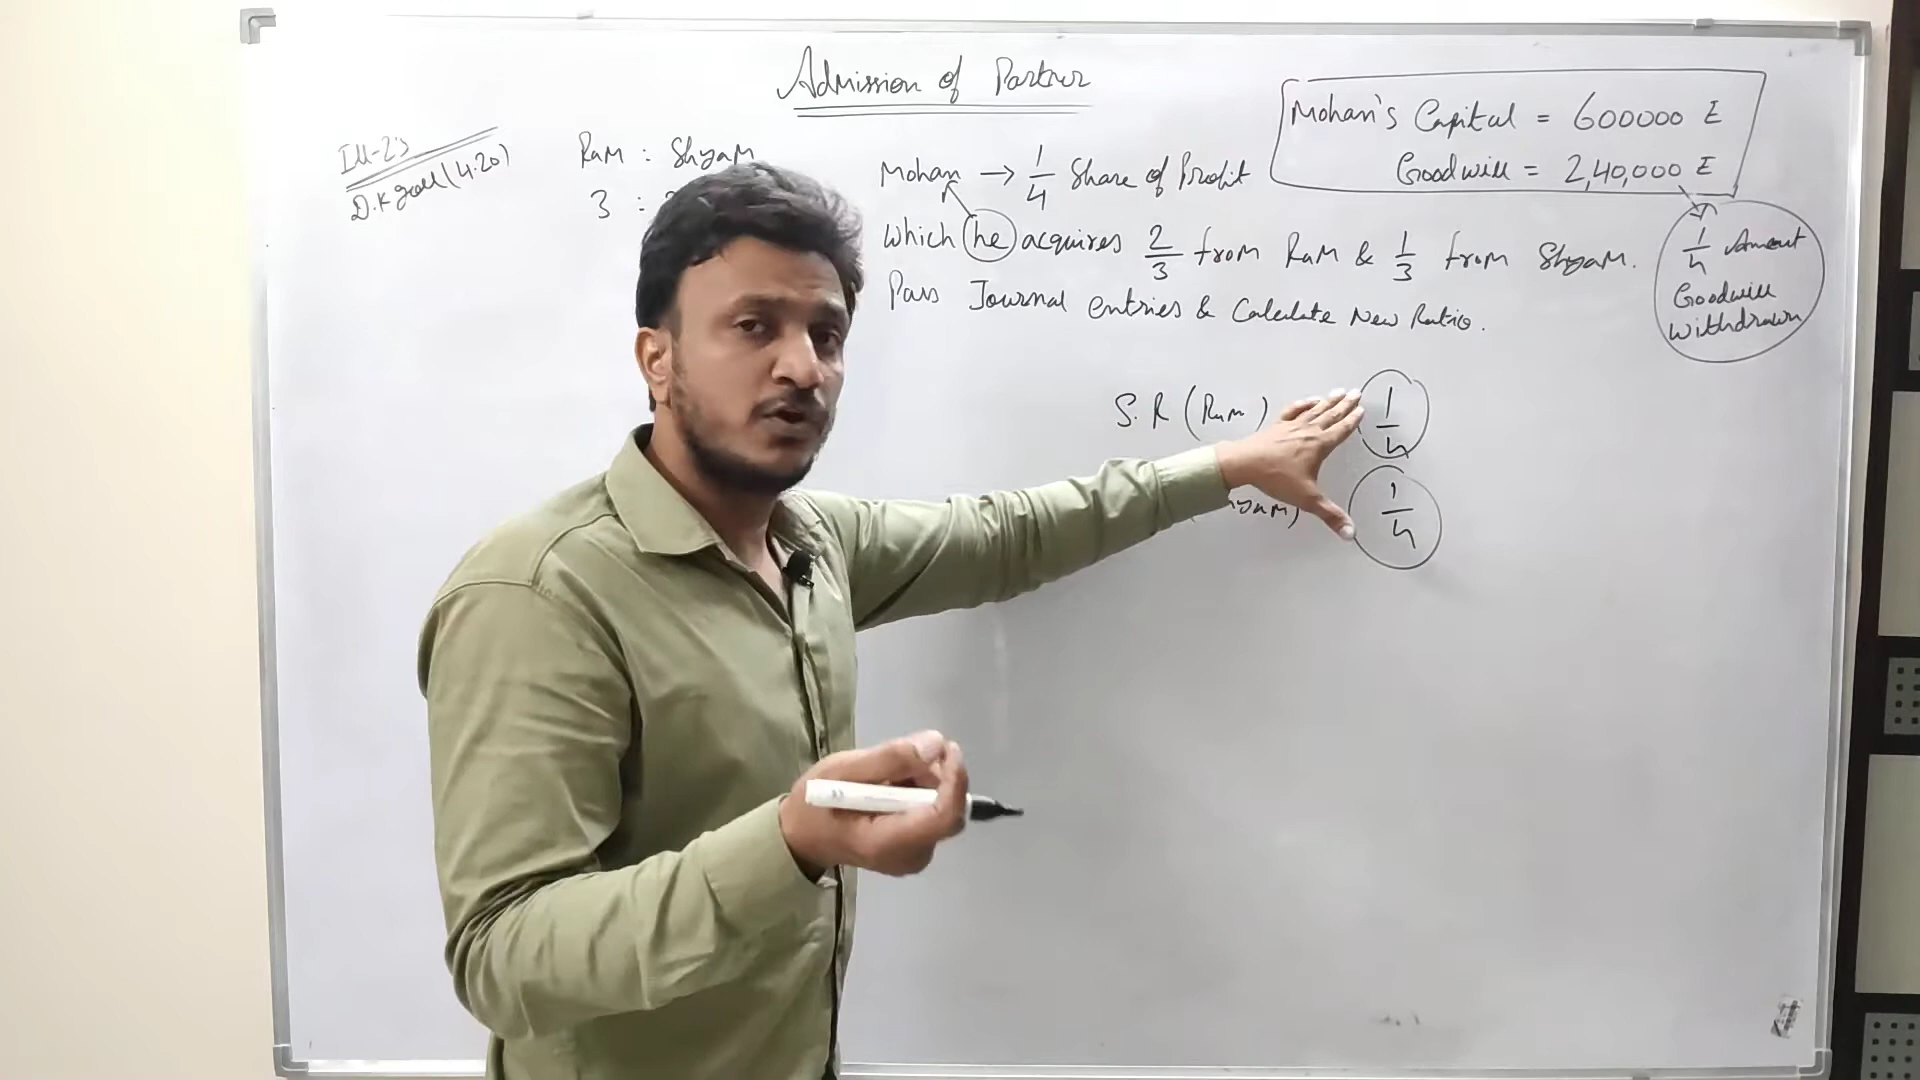 Admission of Partner
Ill-23
D.K goel (4.20)
Ram : Shyam
3 :
Mohan → 1/4 Share of Profit
which he acquires 2/3 from Ram & 1/3 from Shyam.
Pass Journal entries & Calculate New Ratio.
Mohan's Capital = 600000 £
Goodwill = 2,40,000 £
1/4 Amount
Goodwill
withdrawn
S.R (Ram) 1/4
1/4